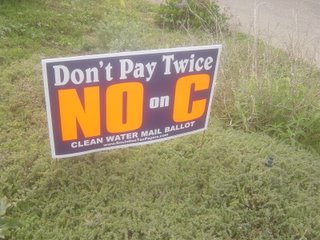 Don't Pay Twice
NO on C
CLEAN WATER MAIL BALLOT